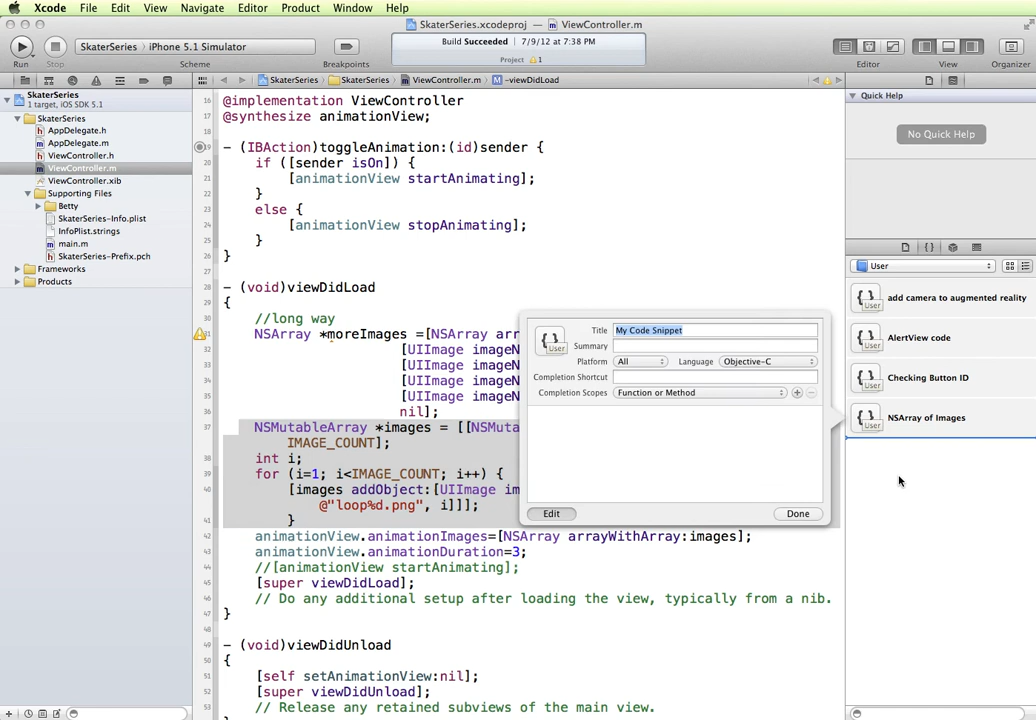 Xcode File Edit View Navigate Editor Product Window Help
SkaterSeries.xcodeproj — ViewController.m
SkaterSeries iPhone 5.1 Simulator
Build Succeeded 7/9/12 at 7:38 PM
Project 1
Run Stop Scheme Breakpoints Editor View Organizer
SkaterSeries SkaterSeries ViewController.m -viewDidLoad
SkaterSeries
1 target, iOS SDK 5.1
SkaterSeries
AppDelegate.h
AppDelegate.m
ViewController.h
ViewController.m
ViewController.xib
Supporting Files
Betty
SkaterSeries-Info.plist
InfoPlist.strings
main.m
SkaterSeries-Prefix.pch
Frameworks
Products
16 @implementation ViewController
17 @synthesize animationView;
18
19 - (IBAction)toggleAnimation:(id)sender {
20 if ([sender isOn]) {
21 [animationView startAnimating];
22 }
23 else {
24 [animationView stopAnimating];
25 }
26 }
27
28 - (void)viewDidLoad
29 {
30 //long way
31 NSArray *moreImages =[NSArray arr
32 [UIImage imageN
33 [UIImage imageN
34 [UIImage imageN
35 [UIImage imageN
36 nil];
37 NSMutableArray *images = [[NSMuta
IMAGE_COUNT];
38 int i;
39 for (i=1; i<IMAGE_COUNT; i++) {
40 [images addObject:[UIImage im
@"loop%d.png", i]]];
41 }
42 animationView.animationImages=[NSArray arrayWithArray:images];
43 animationView.animationDuration=3;
44 //[animationView startAnimating];
45 [super viewDidLoad];
46 // Do any additional setup after loading the view, typically from a nib.
47 }
48
49 - (void)viewDidUnload
50 {
51 [self setAnimationView:nil];
52 [super viewDidUnload];
53 // Release any retained subviews of the main view.
User
Title My Code Snippet
Summary
Platform All Language Objective-C
Completion Shortcut
Completion Scopes Function or Method
Edit Done
Quick Help
No Quick Help
User
User add camera to augmented reality
User AlertView code
User Checking Button ID
User NSArray of Images